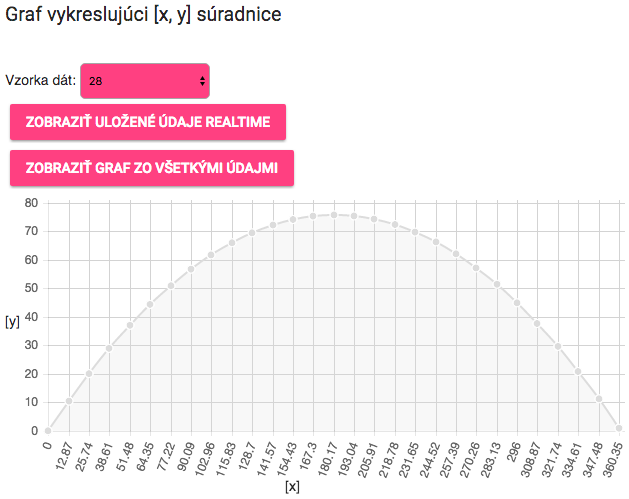 Graf vykreslujúci [x, y] súradnice
Vzorka dát: 28
ZOBRAZIŤ ULOŽENÉ ÚDAJE REALTIME
ZOBRAZIŤ GRAF ZO VŠETKÝMI ÚDAJMI
80
70
60
50
40
[y]
30
20
10
0
0 12.87 25.74 38.61 51.48 64.35 77.22 90.09 102.96 115.83 128.7 141.57 154.43 167.3 180.17 193.04 205.91 218.78 231.65 244.52 257.39 270.26 283.13 296 308.87 321.74 334.61 347.48 360.35
[x]